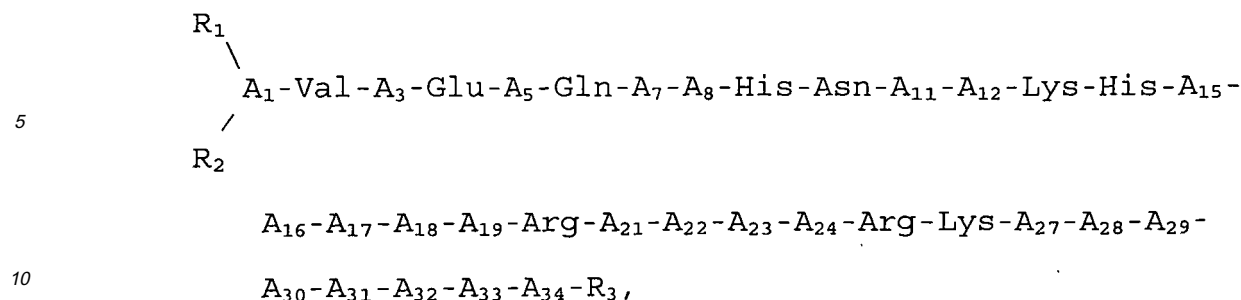 R₁
A₁-Val-A₃-Glu-A₅-Gln-A₇-A₈-His-Asn-A₁₁-A₁₂-Lys-His-A₁₅-
5
R₂
A₁₆-A₁₇-A₁₈-A₁₉-Arg-A₂₁-A₂₂-A₂₃-A₂₄-Arg-Lys-A₂₇-A₂₈-A₂₉-
10
A₃₀-A₃₁-A₃₂-A₃₃-A₃₄-R₃,